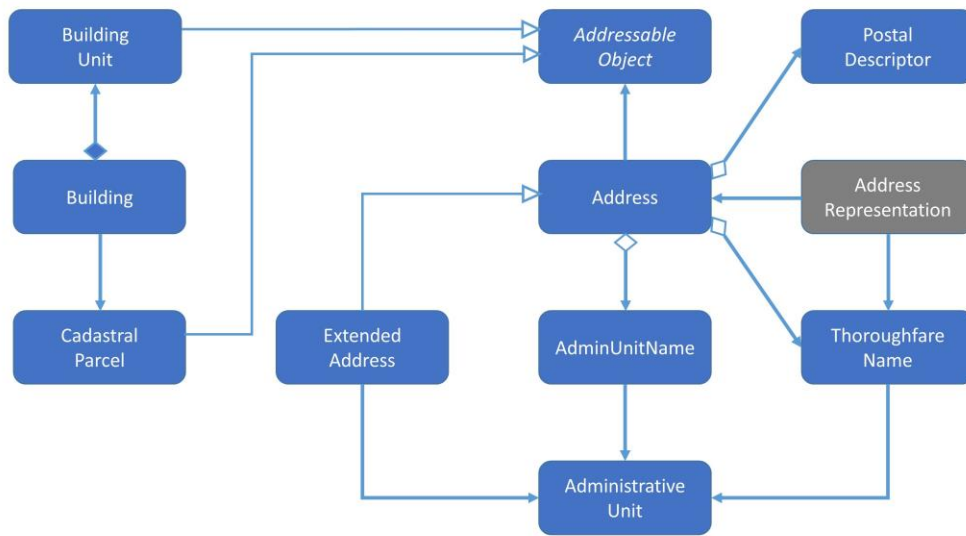 Building
Unit
Addressable
Object
Postal
Descriptor
Building
Address
Address
Representation
Cadastral
Parcel
Extended
Address
AdminUnitName
Thoroughfare
Name
Administrative
Unit